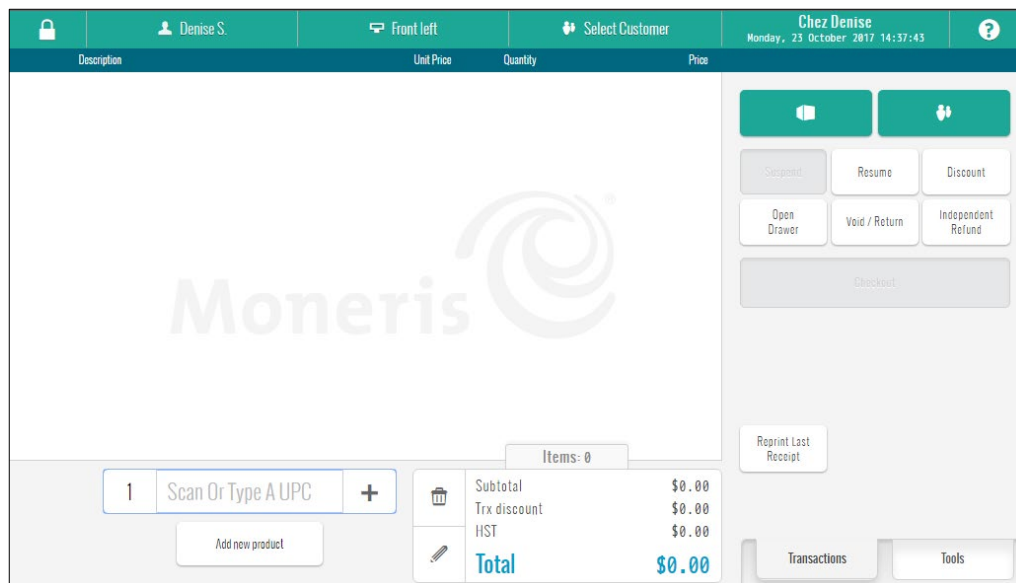 Denise S.
Front left
Select Customer
Chez Denise
Monday, 23 October 2017 14:37:43
?
Description Unit Price Quantity Price
Suspend
Resume
Discount
Open
Drawer
Void / Return
Independent
Refund
Checkout
Moneris
®
Reprint Last
Receipt
Items: 0
1 Scan Or Type A UPC +
Add new product
Subtotal $0.00
Trx discount $0.00
HST $0.00
Total $0.00
Transactions
Tools